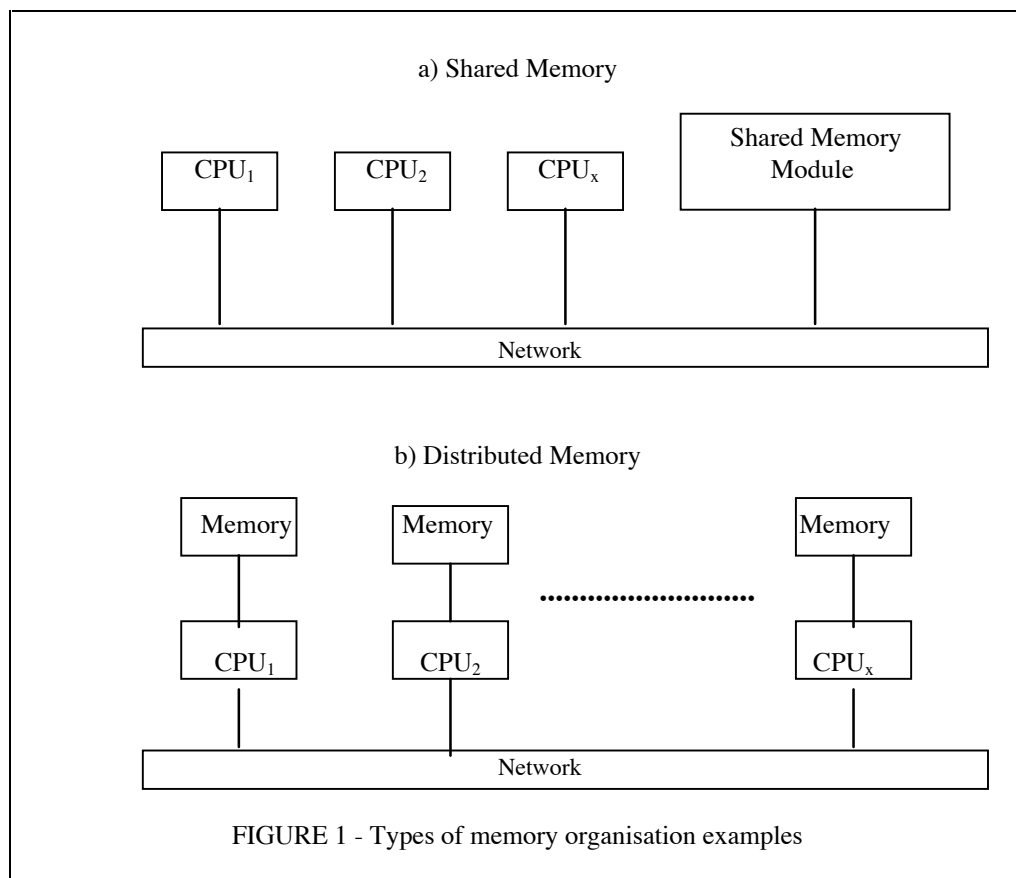 a) Shared Memory
CPU₁ CPU₂ CPUₓ Shared Memory
Module
Network
b) Distributed Memory
Memory Memory Memory
CPU₁ CPU₂ CPUₓ
Network
FIGURE 1 - Types of memory organisation examples